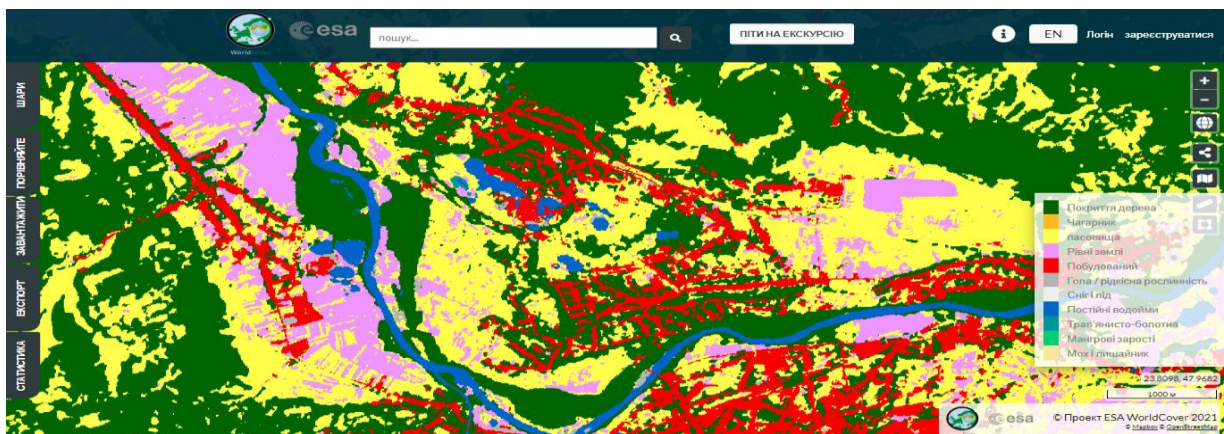 WorldCover
esa
пошук...
ПІТИ НА ЕКСКУРСІЮ
i
EN
Логін
зареєструватися
ШАРИ
ПОРІВНЯЙТЕ
ЗАВАНТАЖИТИ
ЕКСПОРТ
СТАТИСТИКА
+
−
Покриття дерева
Чагарник
пасовища
Рівні землі
Побудований
Гола / рідкісна рослинність
Сніг і лід
Постійні водойми
Трав'янисто-болотна
Мангрові зарості
Мох і лишайник
23.8098, 47.9682
1000 м
esa
© Проект ESA WorldCover 2021
© Mapbox © OpenStreetMap